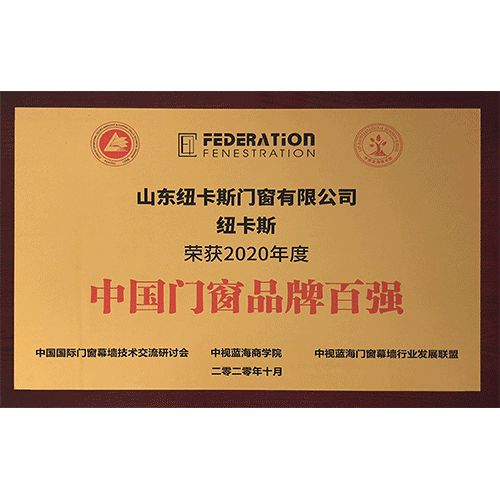 FEDERATION
FENESTRATION
山东纽卡斯门窗有限公司
纽卡斯
荣获2020年度
中国门窗品牌百强
中国国际门窗幕墙技术交流研讨会 中视蓝海商学院 中视蓝海门窗幕墙行业发展联盟
二零二零年十月